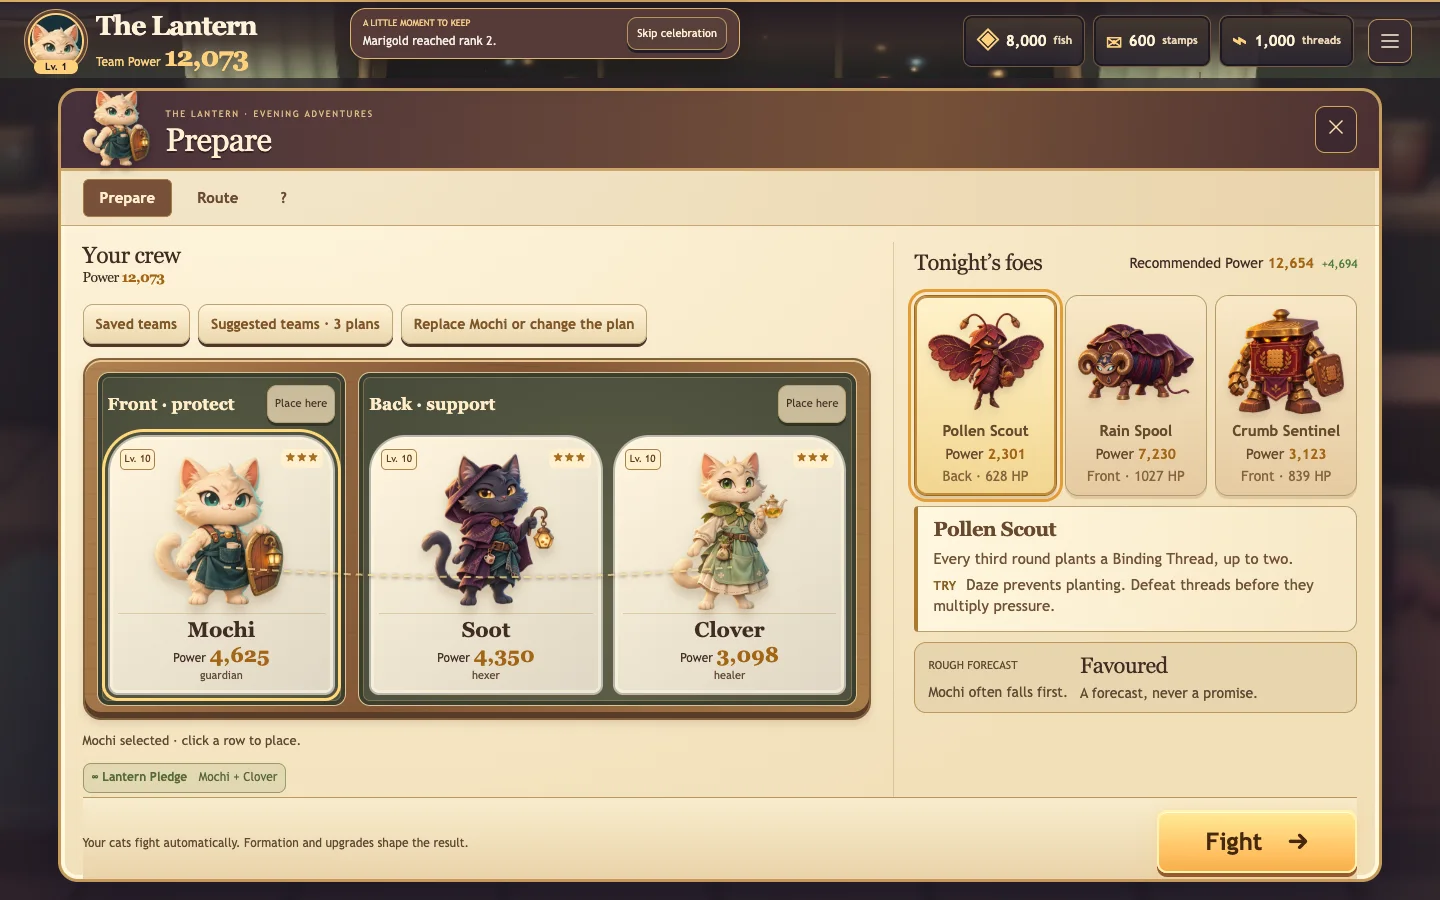 The Lantern
Team Power 12,073
Lv. 1
A LITTLE MOMENT TO KEEP
Marigold reached rank 2.
Skip celebration
8,000 fish
600 stamps
1,000 threads
THE LANTERN · EVENING ADVENTURES
Prepare
Prepare
Route
?
Your crew
Power 12,073
Saved teams
Suggested teams · 3 plans
Replace Mochi or change the plan
Front · protect
Place here
Back · support
Place here
Lv. 10
Mochi
Power 4,625
guardian
Lv. 10
Soot
Power 4,350
hexer
Lv. 10
Clover
Power 3,098
healer
Mochi selected · click a row to place.
∞ Lantern Pledge Mochi + Clover
Tonight’s foes
Recommended Power 12,654 +4,694
Pollen Scout
Power 2,301
Back · 628 HP
Rain Spool
Power 7,230
Front · 1027 HP
Crumb Sentinel
Power 3,123
Front · 839 HP
Pollen Scout
Every third round plants a Binding Thread, up to two.
TRY Daze prevents planting. Defeat threads before they
multiply pressure.
ROUGH FORECAST
Favoured
Mochi often falls first.
A forecast, never a promise.
Your cats fight automatically. Formation and upgrades shape the result.
Fight →